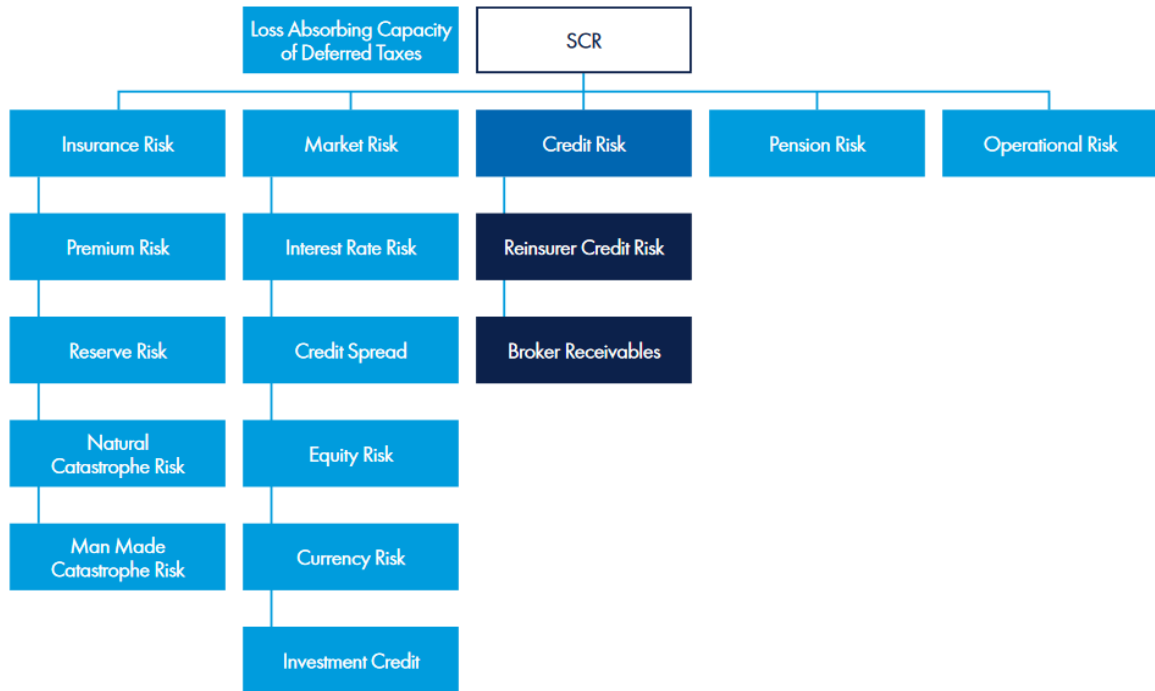 Loss Absorbing Capacity
of Deferred Taxes
SCR
Insurance Risk
Market Risk
Credit Risk
Pension Risk
Operational Risk
Premium Risk
Interest Rate Risk
Reinsurer Credit Risk
Reserve Risk
Credit Spread
Broker Receivables
Natural
Catastrophe Risk
Equity Risk
Man Made
Catastrophe Risk
Currency Risk
Investment Credit